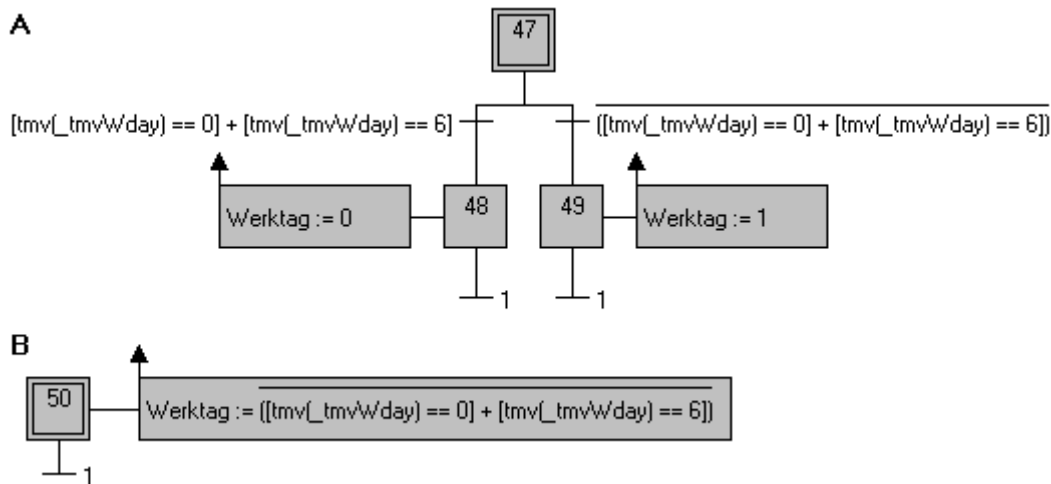 A
47
[tmv(_tmvWday) == 0] + [tmv(_tmvWday) == 6]
([tmv(_tmvWday) == 0] + [tmv(_tmvWday) == 6])
Werktag := 0
48
49
Werktag := 1
1
1
B
50
Werktag := ([tmv(_tmvWday) == 0] + [tmv(_tmvWday) == 6])
1